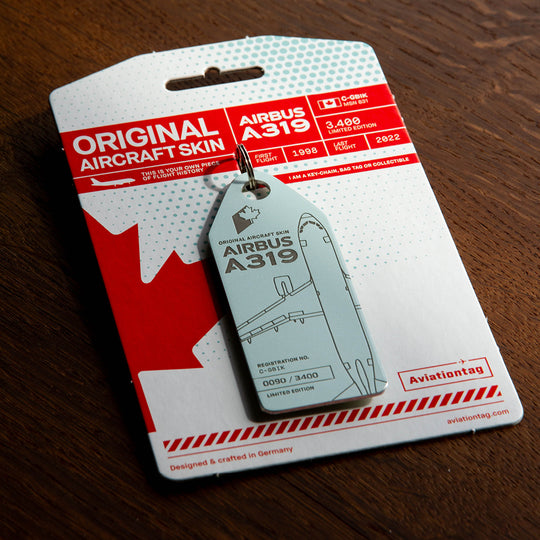 ORIGINAL
AIRCRAFT SKIN
THIS IS YOUR OWN PIECE
OF FLIGHT HISTORY
AIRBUS
A319
C-GBIK
MSN 831
3,400
LIMITED EDITION
FIRST
FLIGHT
1998
LAST
FLIGHT
2022
I AM A KEY-CHAIN, BAG TAG OR COLLECTIBLE
ORIGINAL AIRCRAFT SKIN
AIRBUS
A319
REGISTRATION NO.
C-GBIK
0090 / 3400
LIMITED EDITION
Aviationtag
aviationtag.com
Designed & crafted in Germany